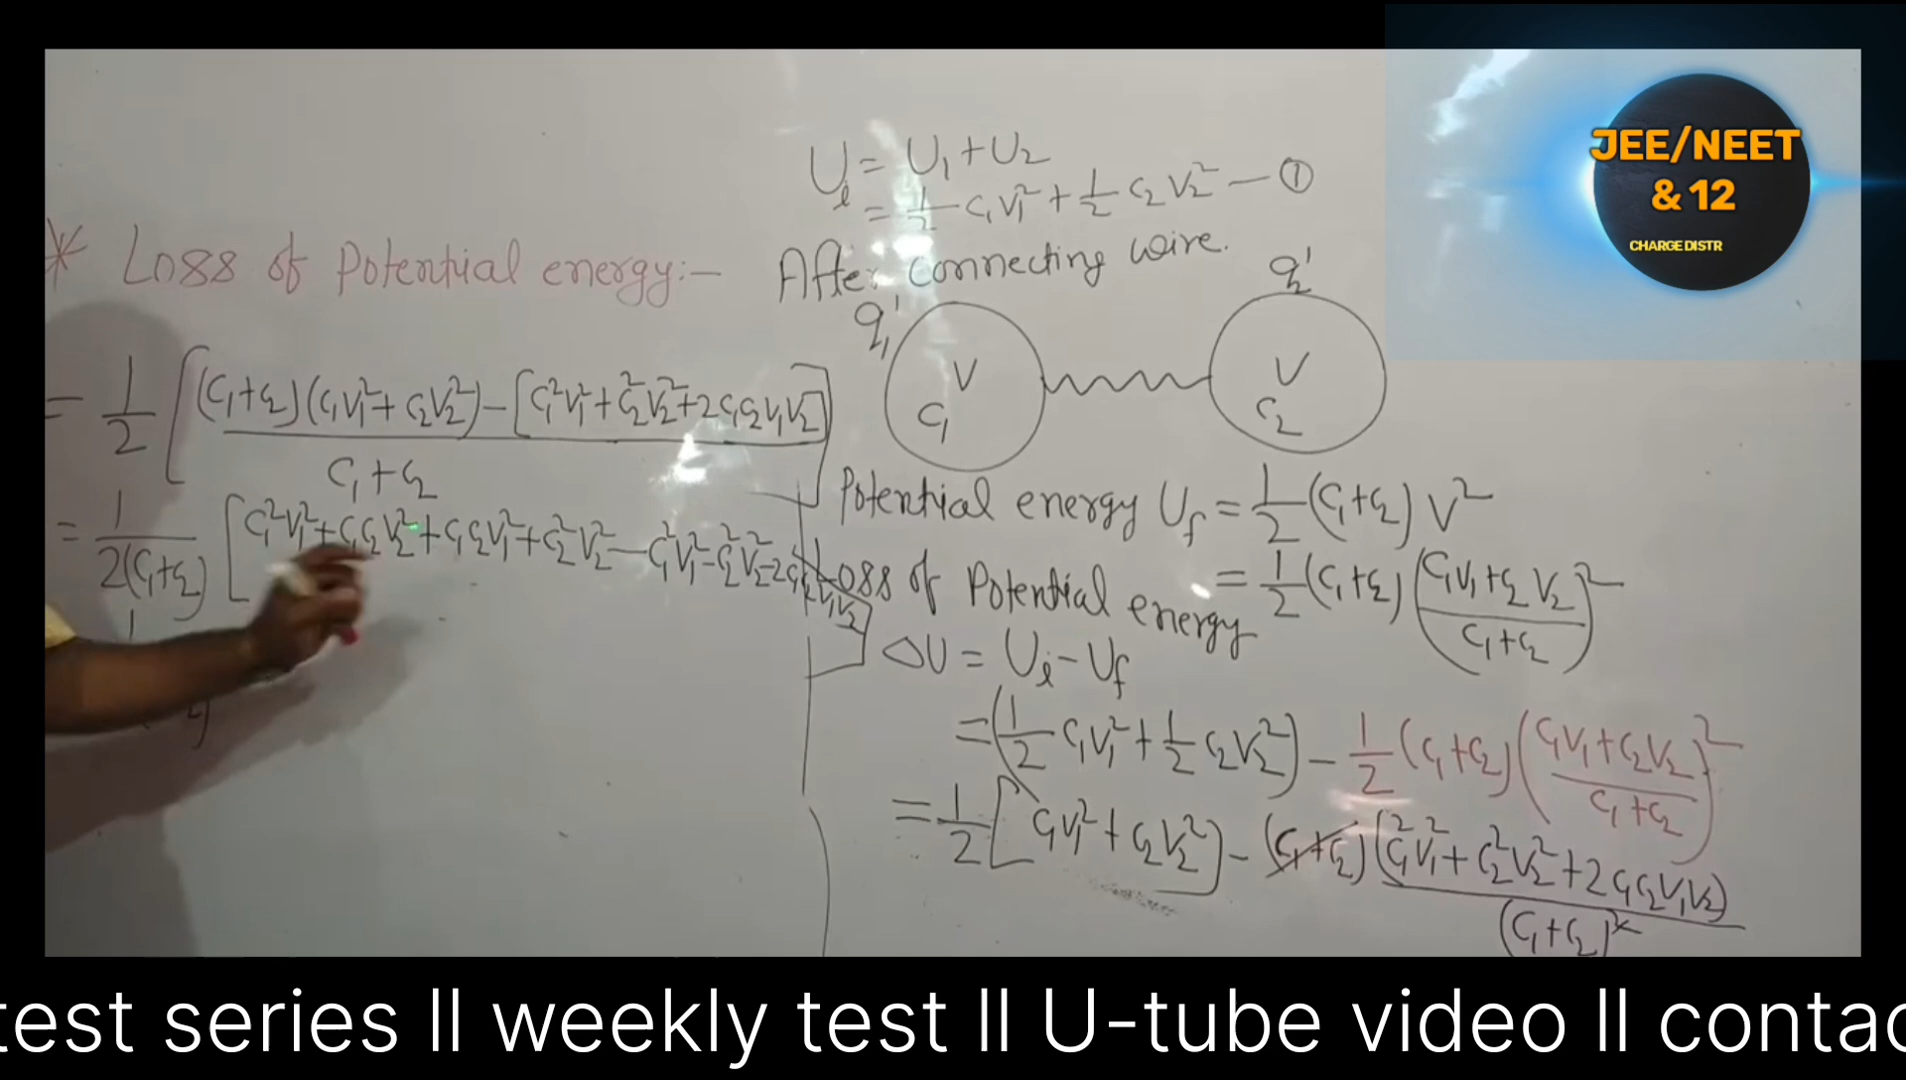 JEE/NEET
& 12
CHARGE DISTR
U_i = U₁ + U₂
= 1/2 C₁V₁² + 1/2 C₂V₂² — ①
* Loss of Potential energy:-
After connecting wire.
q₁' q₂'
V V
C₁ C₂
= 1/2 [((C₁+C₂)(C₁V₁²+C₂V₂²) - [C₁²V₁²+C₂²V₂²+2C₁C₂V₁V₂])/(C₁+C₂)]
= 1/(2(C₁+C₂)) [C₁²V₁²+C₁C₂V₂²+C₁C₂V₁²+C₂²V₂²-C₁²V₁²-C₂²V₂²-2C₁C₂V₁V₂]
Potential energy U_f = 1/2 (C₁+C₂) V²
= 1/2 (C₁+C₂) ((C₁V₁+C₂V₂)/(C₁+C₂))²
Loss of Potential energy
ΔU = U_i - U_f
= (1/2 C₁V₁² + 1/2 C₂V₂²) - 1/2 (C₁+C₂) ((C₁V₁+C₂V₂)/(C₁+C₂))²
= 1/2 [C₁V₁² + C₂V₂²] - (C₁+C₂) (C₁²V₁²+C₂²V₂²+2C₁C₂V₁V₂)/(C₁+C₂)²
test series ll weekly test ll U-tube video ll contac